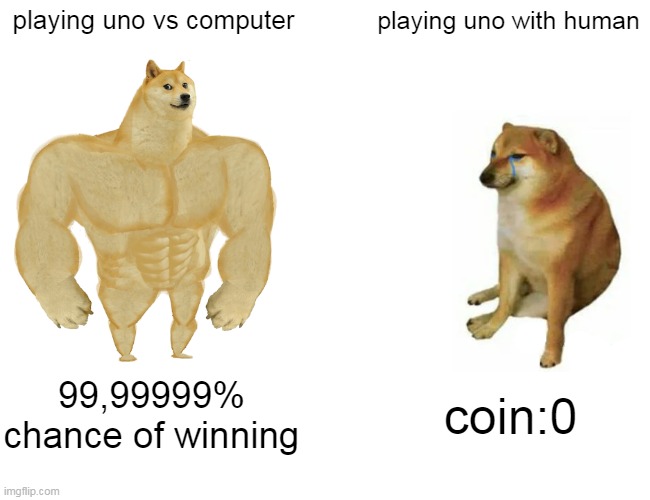 playing uno vs computer
playing uno with human
99,99999%
chance of winning
coin:0
imgflip.com